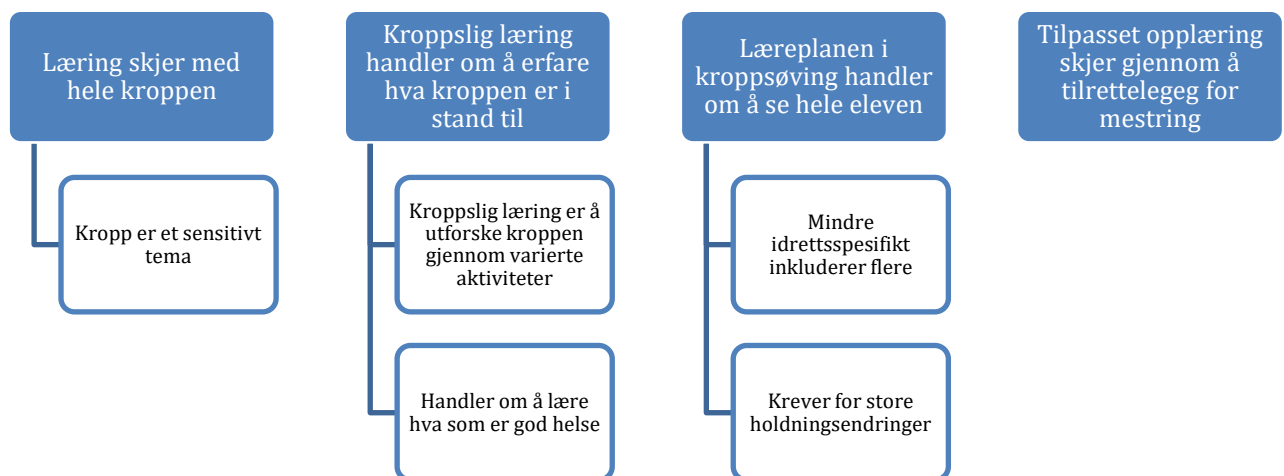 Læring skjer med
hele kroppen
Kropp er et sensitivt
tema
Kroppslig læring
handler om å erfare
hva kroppen er i
stand til
Kroppslig læring er å
utforske kroppen
gjennom varierte
aktiviteter
Handler om å lære
hva som er god helse
Læreplanen i
kroppsøving handler
om å se hele eleven
Mindre
idrettsspesifikt
inkluderer flere
Krever for store
holdningsendringer
Tilpasset opplæring
skjer gjennom å
tilrettelegeg for
mestring